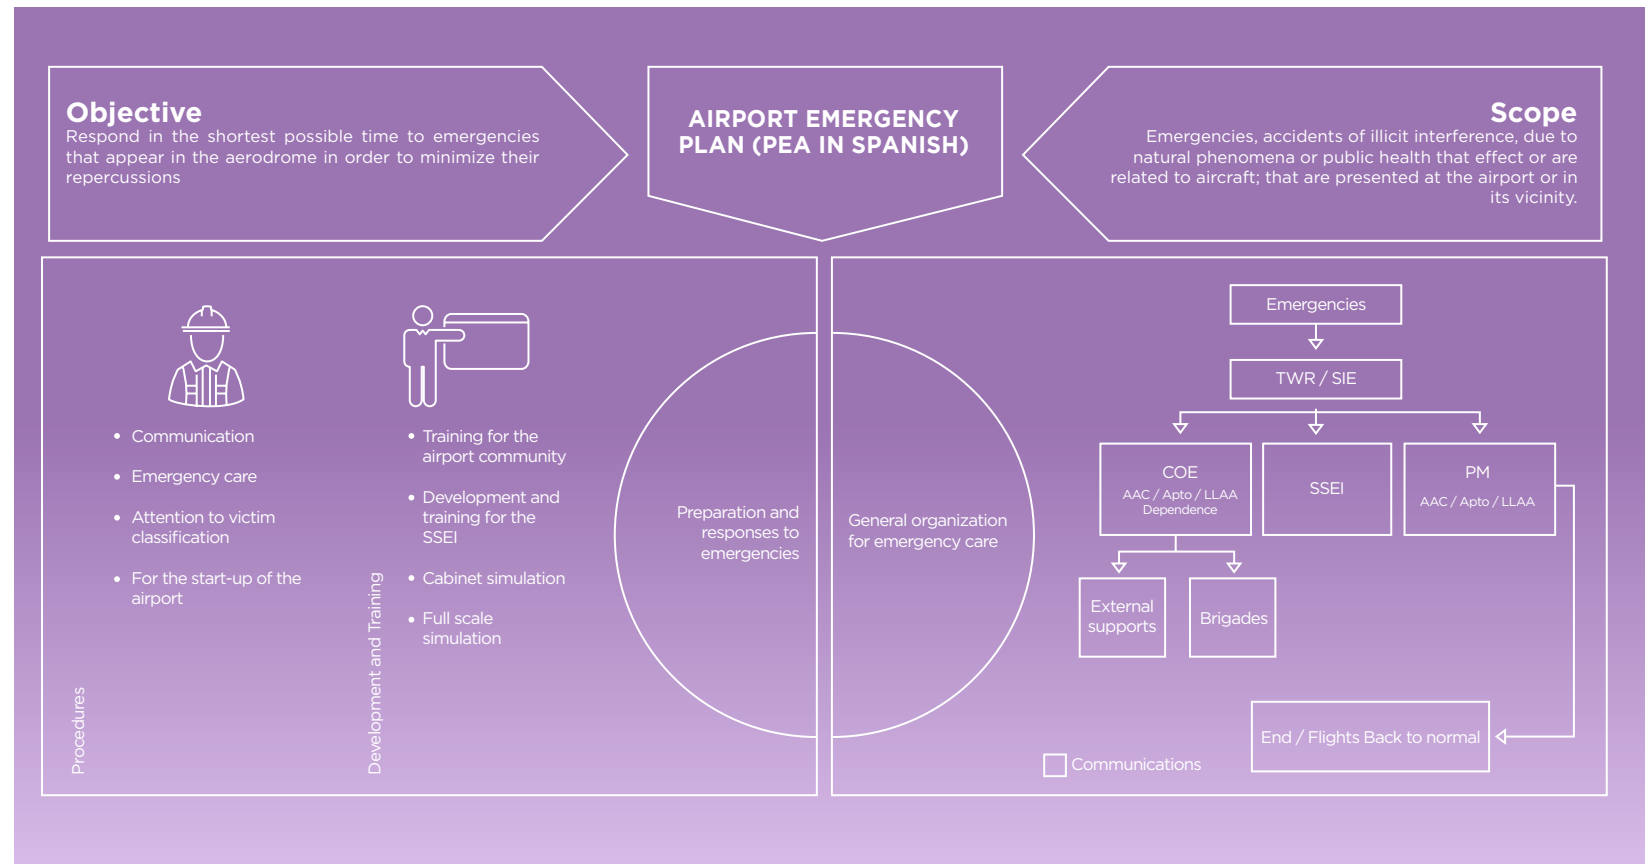 Objective
Respond in the shortest possible time to emergencies
that appear in the aerodrome in order to minimize their
repercussions
AIRPORT EMERGENCY
PLAN (PEA IN SPANISH)
Scope
Emergencies, accidents of illicit interference, due to
natural phenomena or public health that effect or are
related to aircraft; that are presented at the airport or in
its vicinity.
Procedures
• Communication
• Emergency care
• Attention to victim
classification
• For the start-up of the
airport
Development and Training
• Training for the
airport community
• Development and
training for the
SSEI
• Cabinet simulation
• Full scale
simulation
Preparation and
responses to
emergencies
General organization
for emergency care
Emergencies
TWR / SIE
COE
AAC / Apto / LLAA
Dependence
SSEI
PM
AAC / Apto / LLAA
External
supports
Brigades
End / Flights Back to normal
Communications